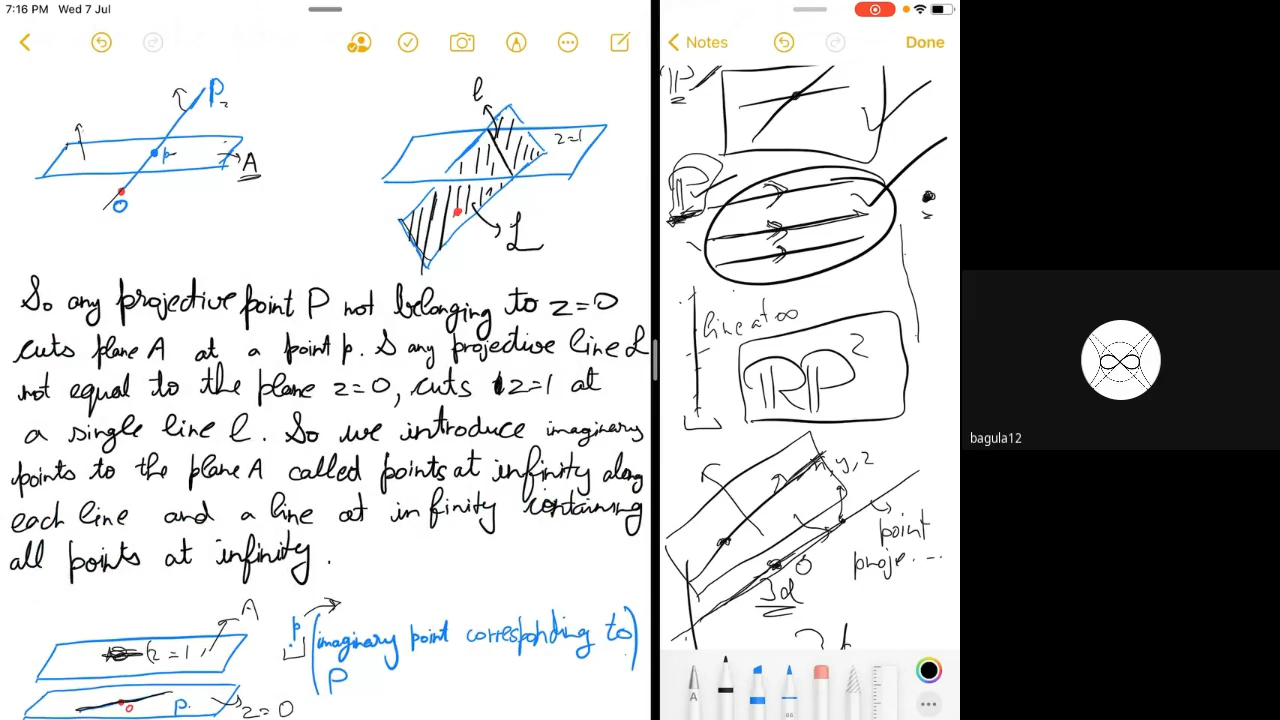 7:16 PM Wed 7 Jul
P
p
A
O
l
z=1
L
So any projective point P not belonging to z=0
cuts plane A at a point p. & any projective line L
not equal to the plane z=0, cuts z=1 at
a single line l. So we introduce imaginary
points to the plane A called points at infinity along
each line and a line at infinity containing
all points at infinity.
A
z=1
p
(imaginary point corresponding to)
P
O
P
z=0
Notes
Done
P
P
line at ∞
RP²
x, y, z
point
proje...
O
3d
bagula12